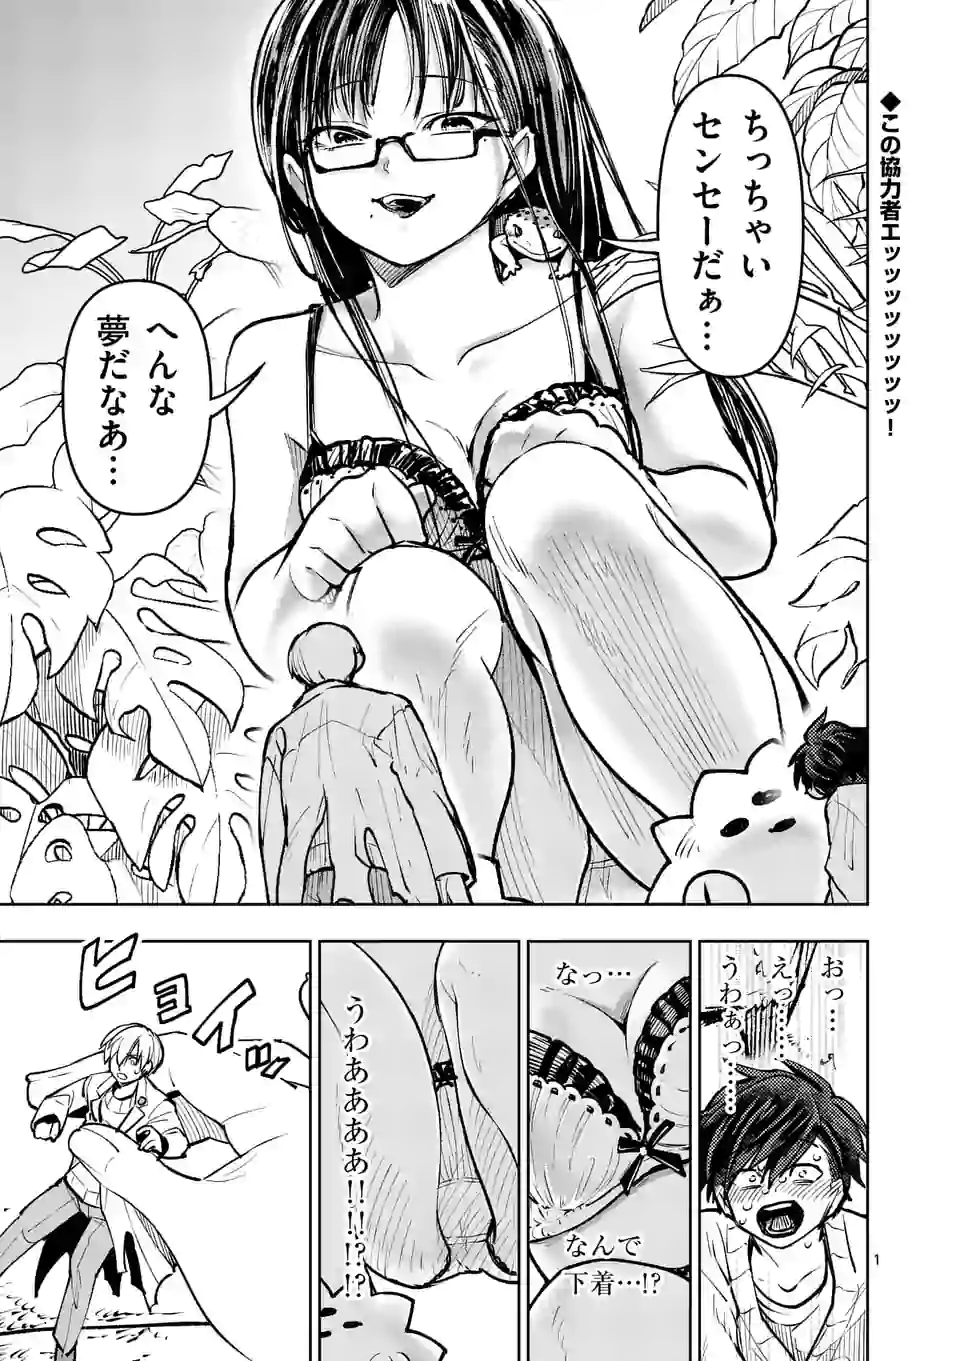 ◆この協力者エッッッッッッッ！
ちっちゃい
センセーだぁ…
へんな
夢だなあ…
おっ…
えっ……
うわぁっ……
なっ…
なんで
下着…!?
うわああああ!!!!!?!?
ヒョイッ
1